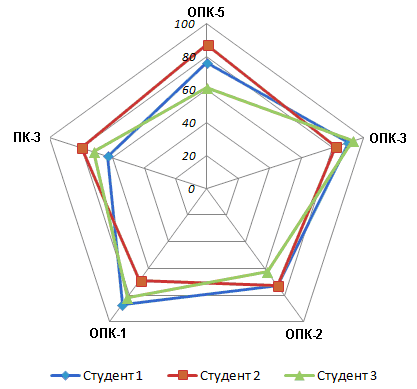 ОПК-5
100
80
60
40
20
0
ПК-3
ОПК-3
ОПК-1
ОПК-2
Студент 1
Студент 2
Студент 3